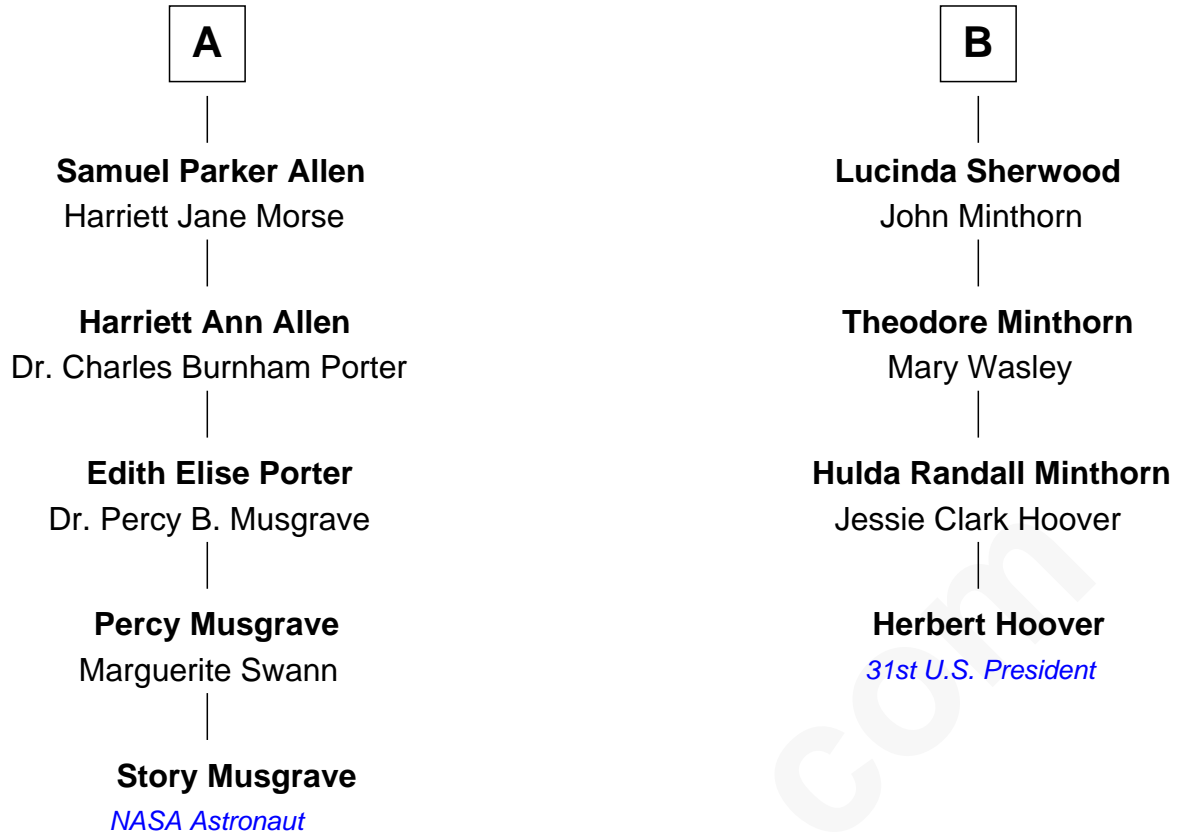 A
Samuel Parker Allen
Harriett Jane Morse
Harriett Ann Allen
Dr. Charles Burnham Porter
Edith Elise Porter
Dr. Percy B. Musgrave
Percy Musgrave
Marguerite Swann
Story Musgrave
NASA Astronaut
B
Lucinda Sherwood
John Minthorn
Theodore Minthorn
Mary Wasley
Hulda Randall Minthorn
Jessie Clark Hoover
Herbert Hoover
31st U.S. President
com